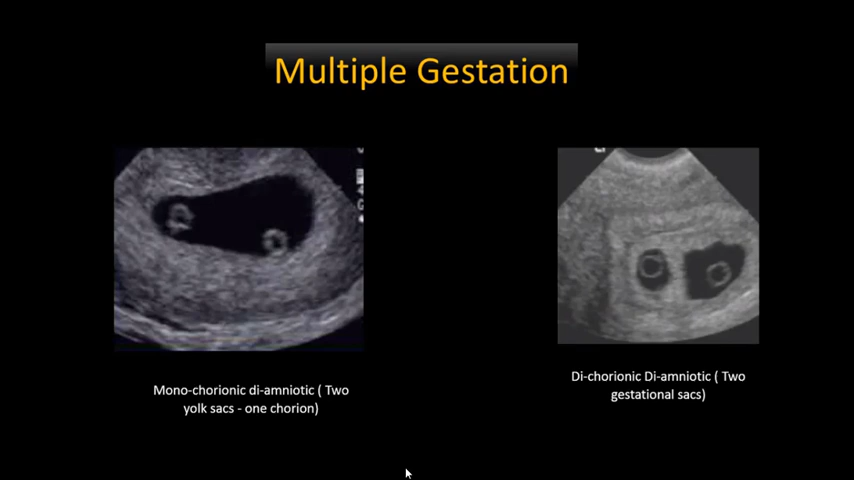 Multiple Gestation
Mono-chorionic di-amniotic ( Two
yolk sacs - one chorion)
Di-chorionic Di-amniotic ( Two
gestational sacs)